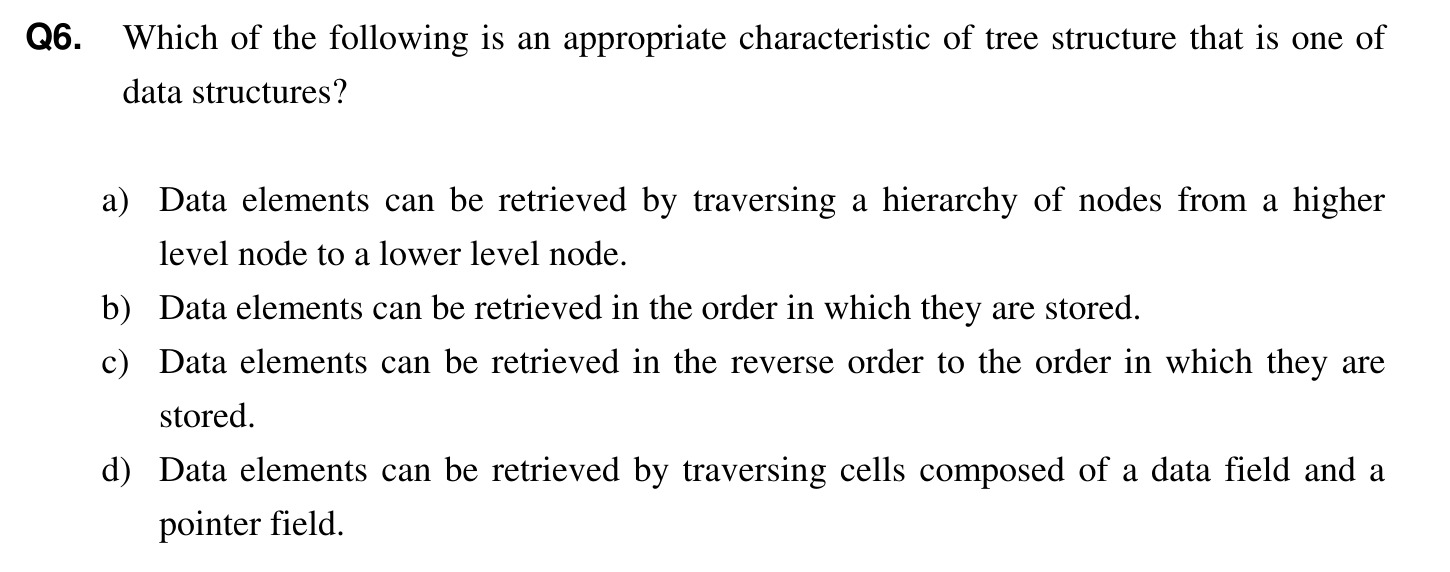 Q6. Which of the following is an appropriate characteristic of tree structure that is one of
data structures?
a) Data elements can be retrieved by traversing a hierarchy of nodes from a higher
level node to a lower level node.
b) Data elements can be retrieved in the order in which they are stored.
c) Data elements can be retrieved in the reverse order to the order in which they are
stored.
d) Data elements can be retrieved by traversing cells composed of a data field and a
pointer field.